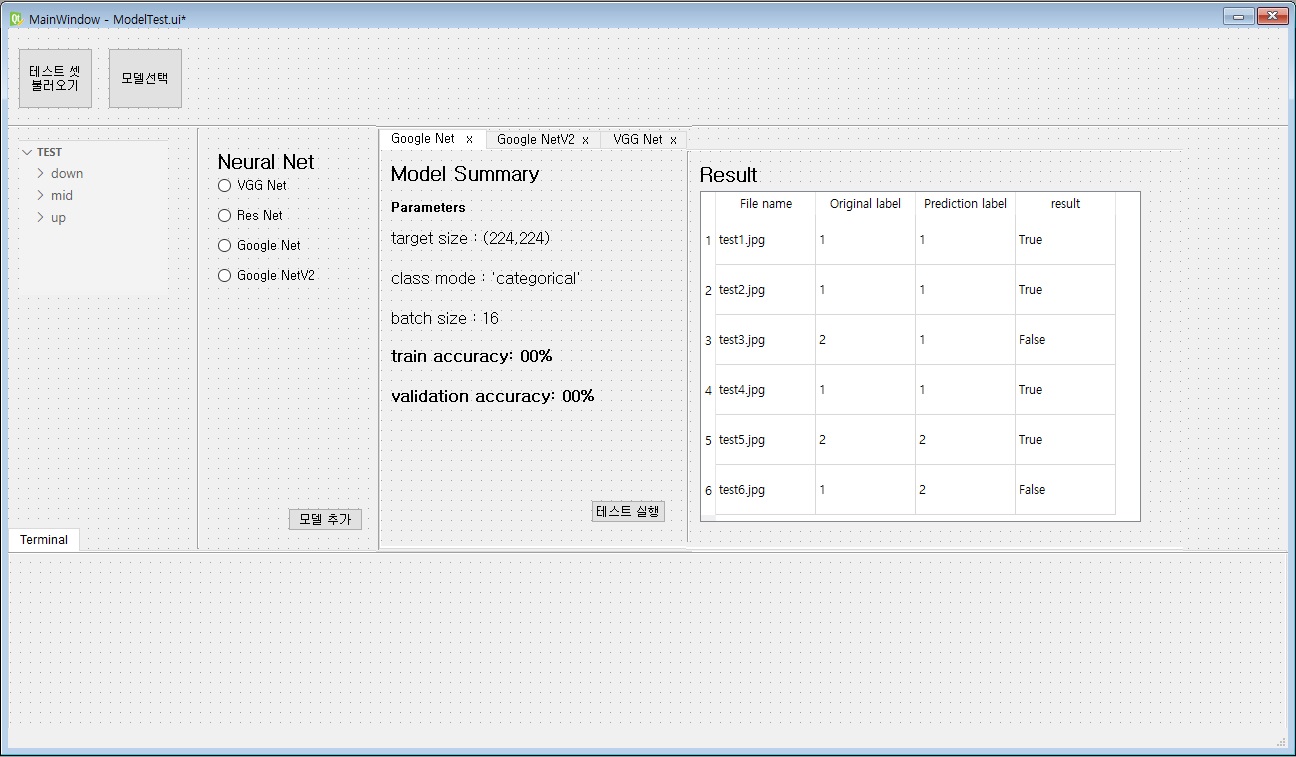 MainWindow - ModelTest.ui*
테스트 셋
불러오기
모델선택
TEST
down
mid
up
Neural Net
VGG Net
Res Net
Google Net
Google NetV2
모델 추가
Google Net x Google NetV2 x VGG Net x
Model Summary
Parameters
target size : (224,224)
class mode : 'categorical'
batch size : 16
train accuracy: 00%
validation accuracy: 00%
테스트 실행
Result
File name Original label Prediction label result
1 test1.jpg 1 1 True
2 test2.jpg 1 1 True
3 test3.jpg 2 1 False
4 test4.jpg 1 1 True
5 test5.jpg 2 2 True
6 test6.jpg 1 2 False
Terminal